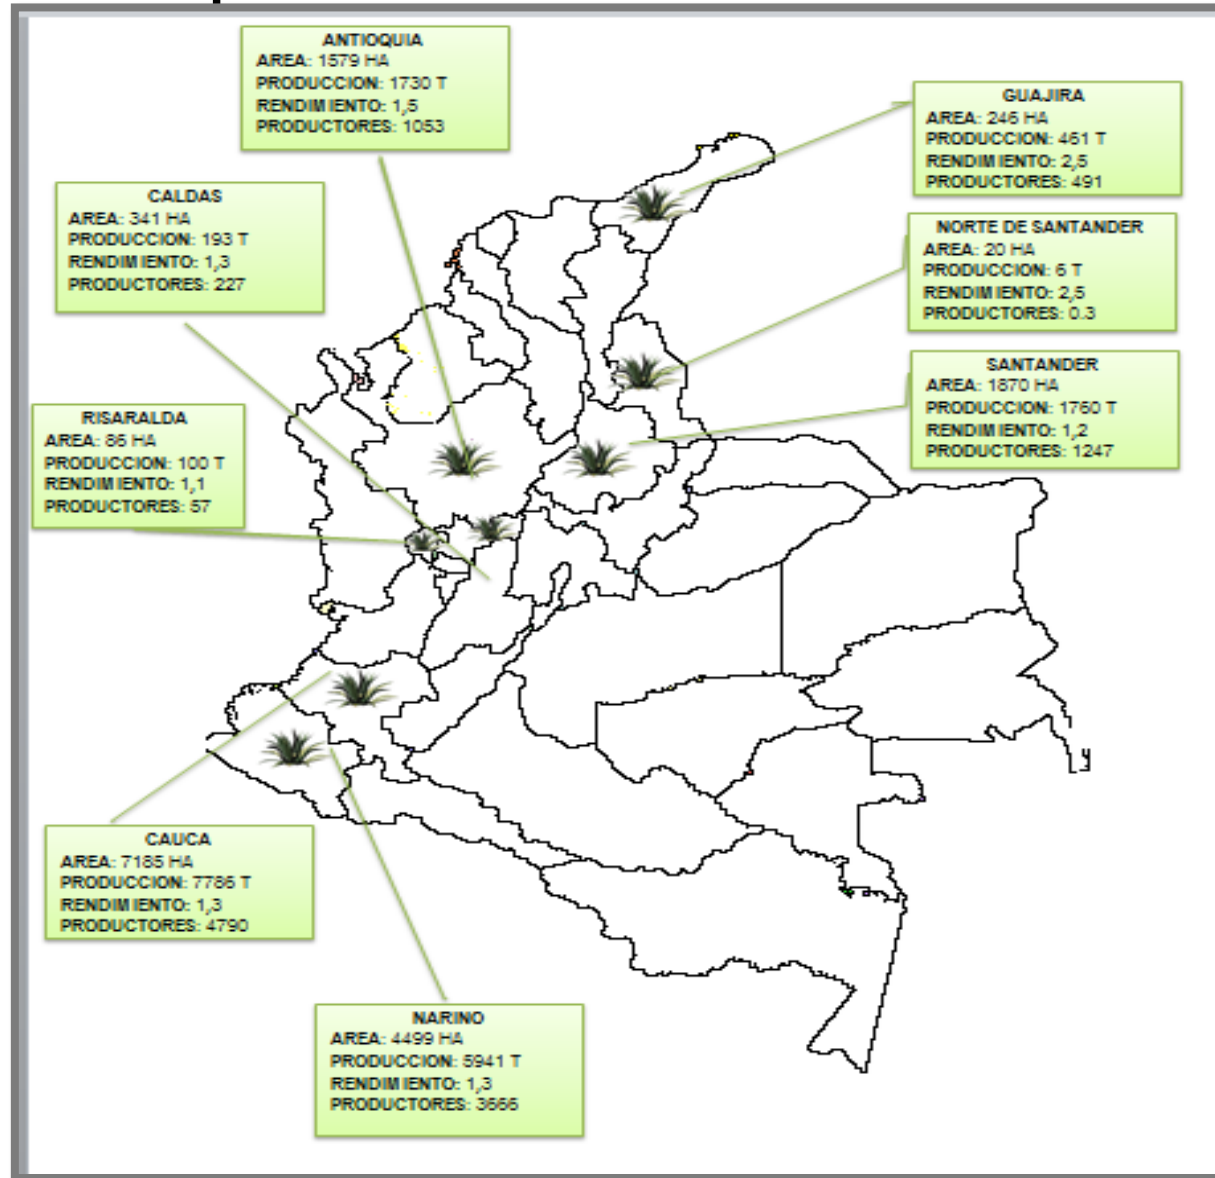 ANTIOQUIA
AREA: 1579 HA
PRODUCCION: 1730 T
RENDIMIENTO: 1,5
PRODUCTORES: 1053
GUAJIRA
AREA: 246 HA
PRODUCCION: 461 T
RENDIMIENTO: 2,5
PRODUCTORES: 491
CALDAS
AREA: 341 HA
PRODUCCION: 193 T
RENDIMIENTO: 1,3
PRODUCTORES: 227
NORTE DE SANTANDER
AREA: 20 HA
PRODUCCION: 6 T
RENDIMIENTO: 2,5
PRODUCTORES: 0.3
SANTANDER
AREA: 1870 HA
PRODUCCION: 1760 T
RENDIMIENTO: 1,2
PRODUCTORES: 1247
RISARALDA
AREA: 86 HA
PRODUCCION: 100 T
RENDIMIENTO: 1,1
PRODUCTORES: 57
CAUCA
AREA: 7185 HA
PRODUCCION: 7786 T
RENDIMIENTO: 1,3
PRODUCTORES: 4790
NARINO
AREA: 4499 HA
PRODUCCION: 5941 T
RENDIMIENTO: 1,3
PRODUCTORES: 3666